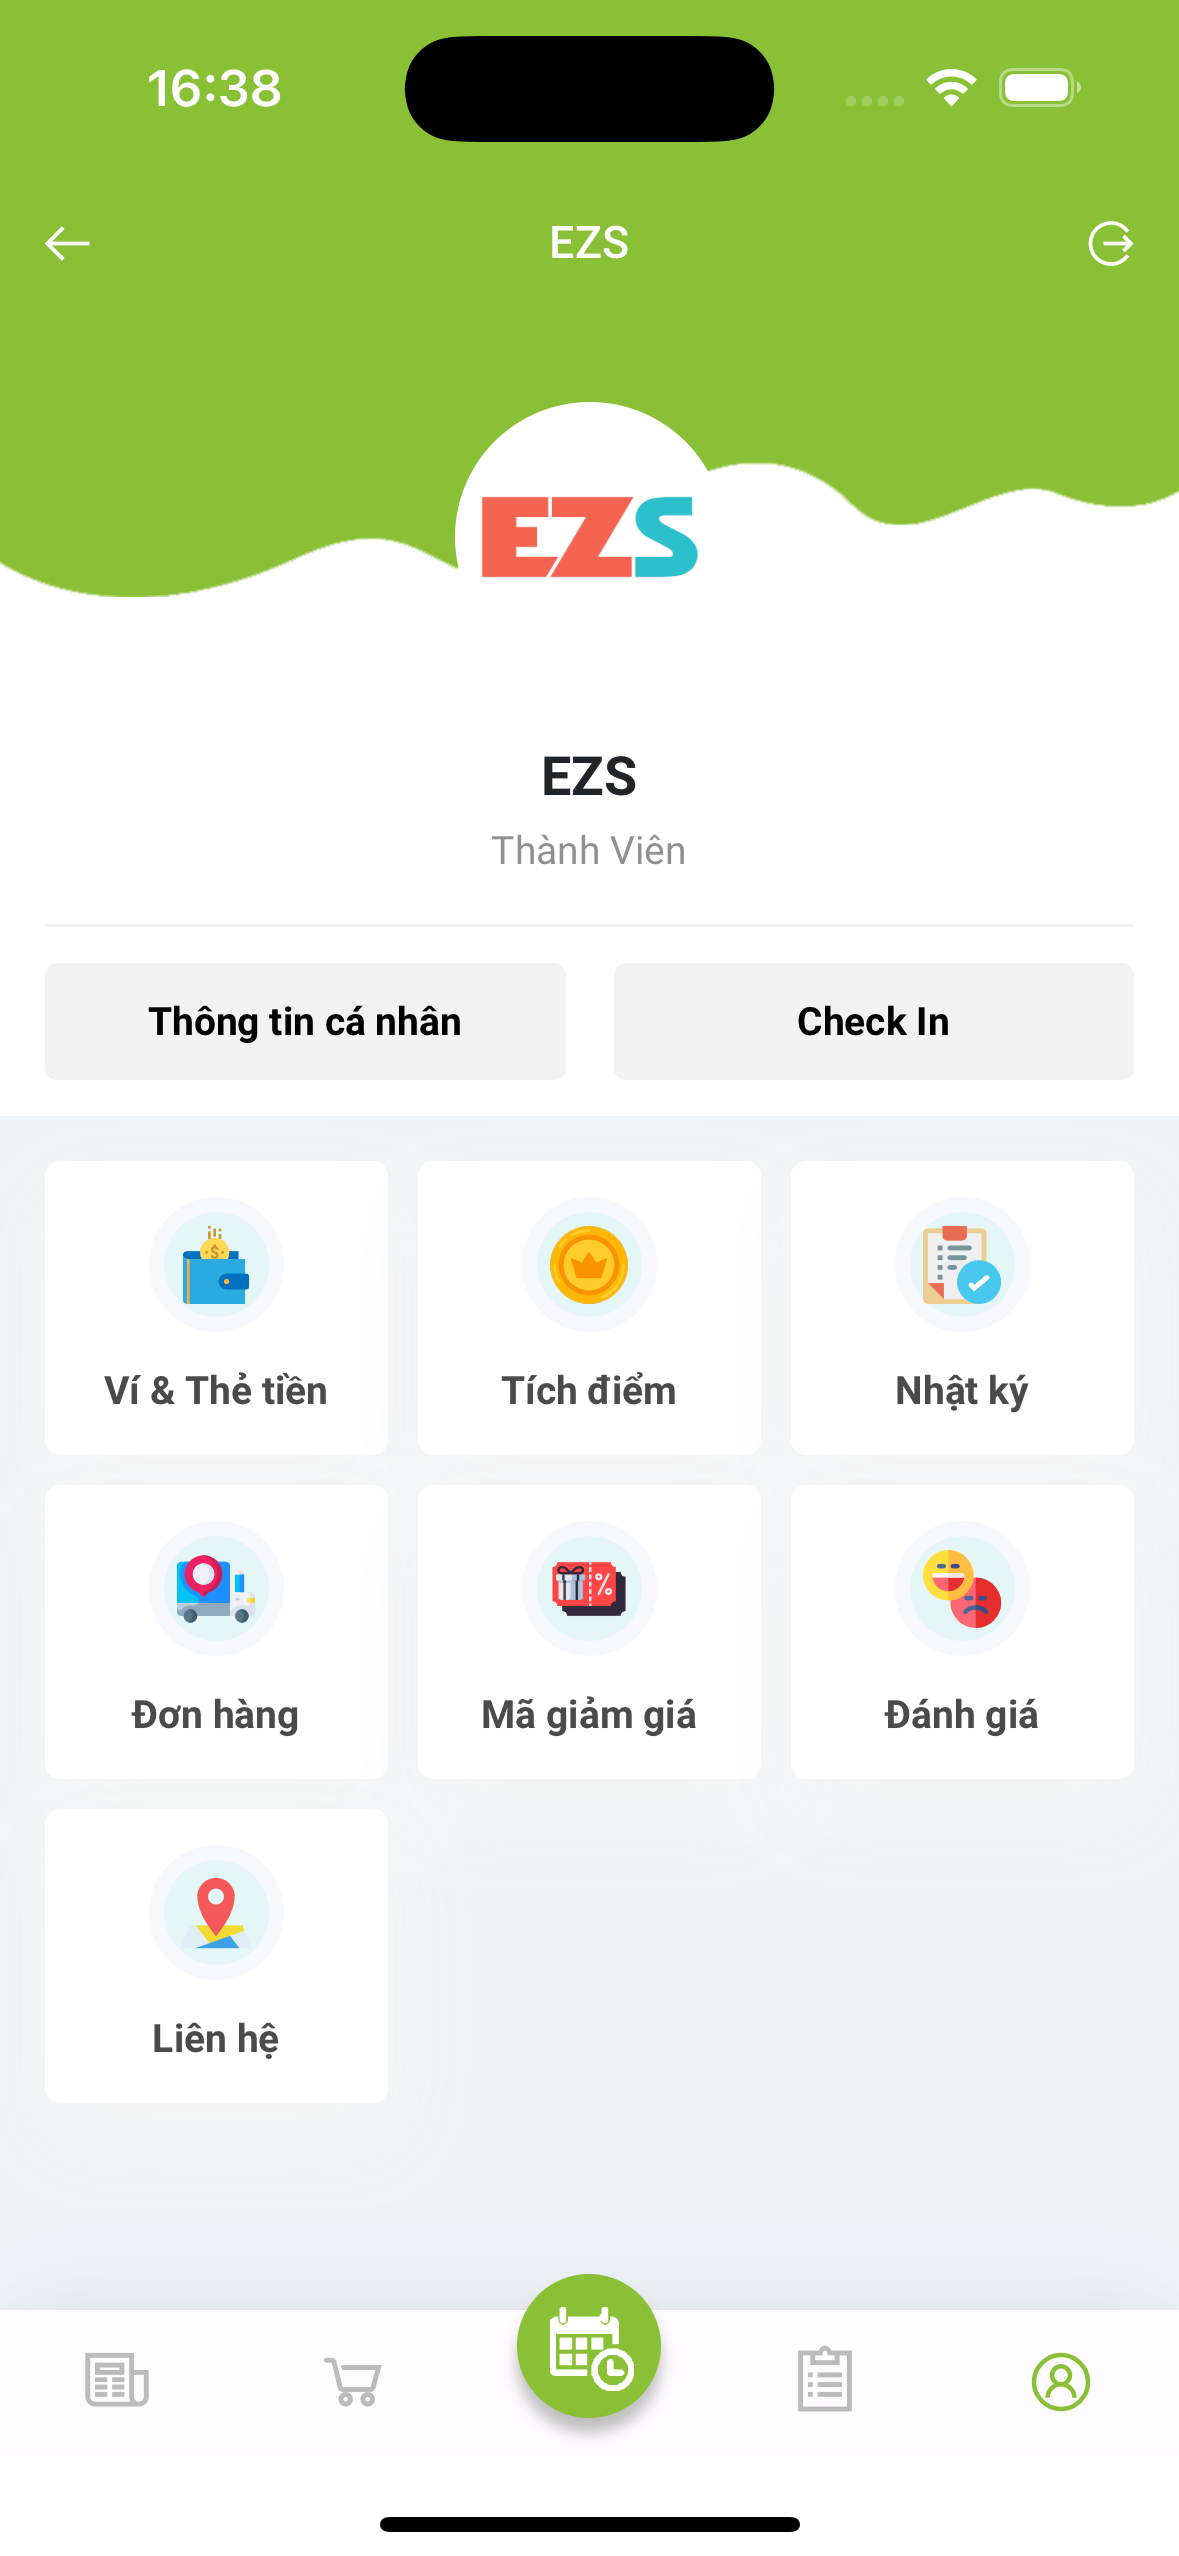 16:38
EZS
EZS
EZS
Thành Viên
Thông tin cá nhân
Check In
Ví & Thẻ tiền
Tích điểm
Nhật ký
Đơn hàng
Mã giảm giá
Đánh giá
Liên hệ